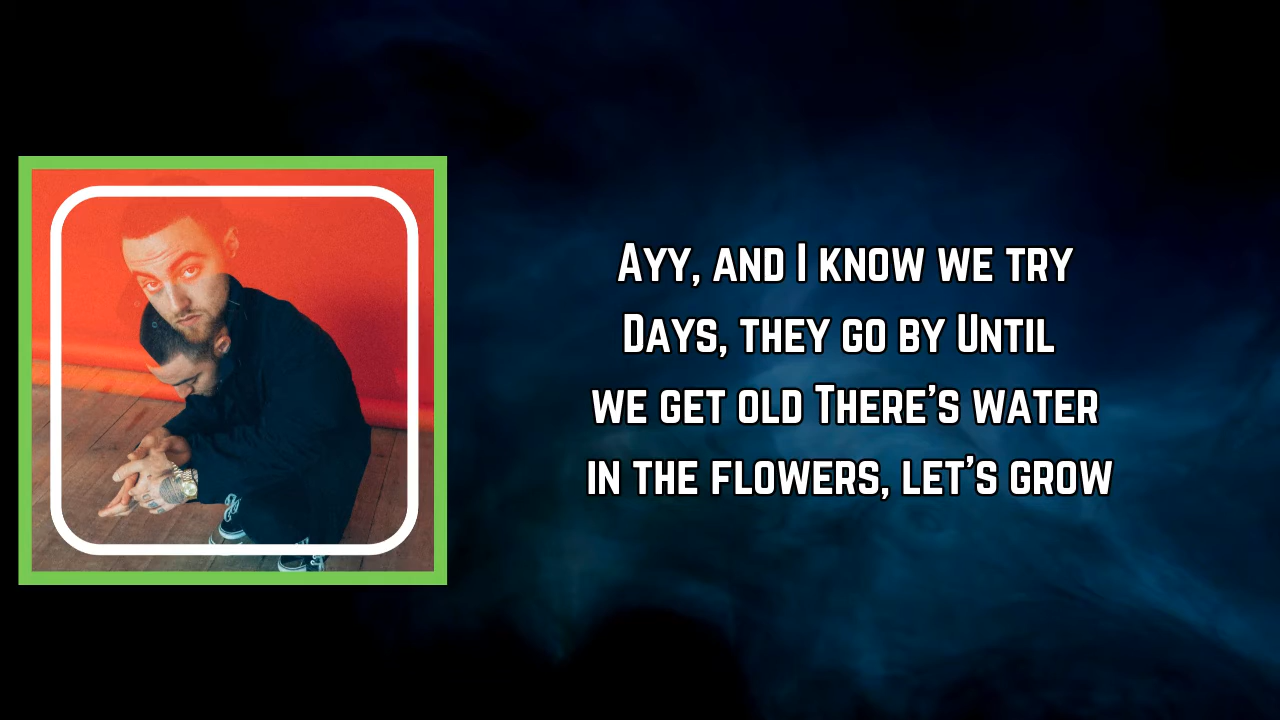 Ayy, and I know we try
Days, they go by Until
we get old There's water
in the flowers, let's grow